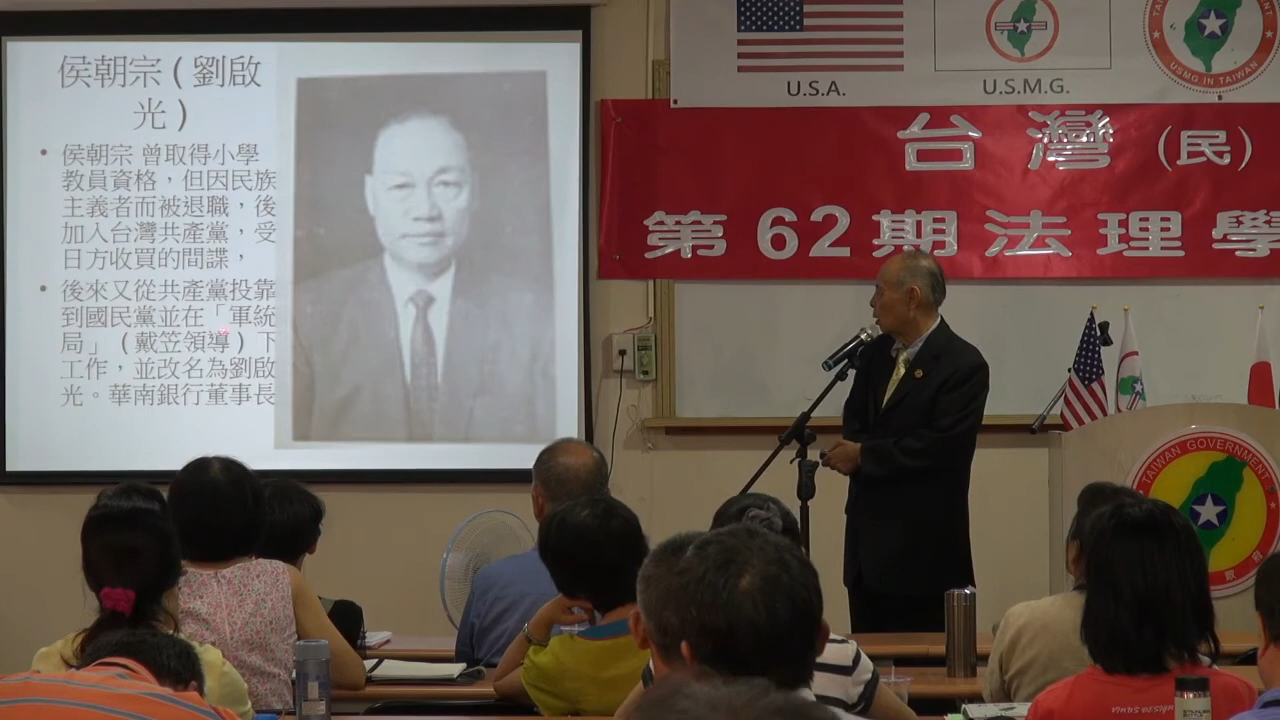 侯朝宗(劉啟
光)
• 侯朝宗 曾取得小學
教員資格，但因民族
主義者而被退職，後
加入台灣共產黨，受
日方收買的間諜，
• 後來又從共產黨投靠
到國民黨並在「軍統
局」（戴笠領導）下
工作，並改名為劉啟
光。華南銀行董事長
U.S.A.
U.S.M.G.
USMG IN TAIWAN
台灣(民)
第62期法理學
TAIWAN GOVERNMENT